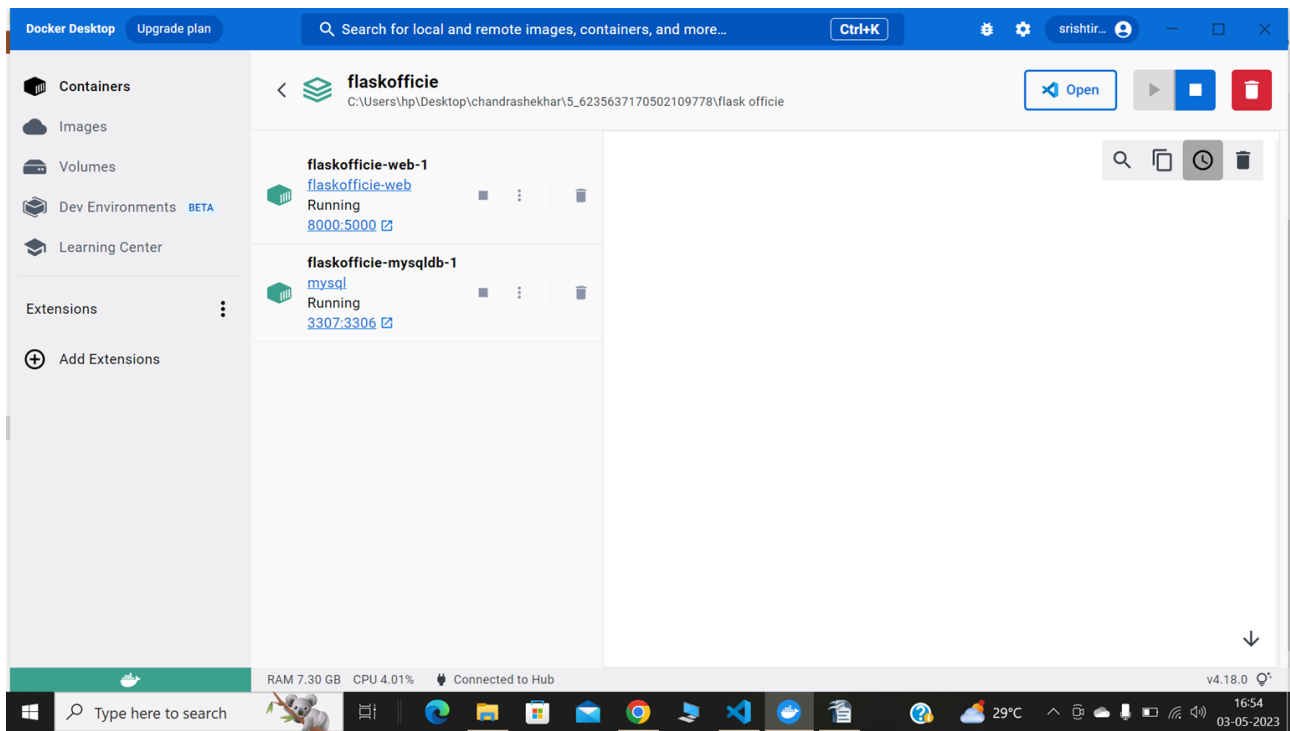 Docker Desktop Upgrade plan Search for local and remote images, containers, and more... Ctrl+K srishtir...
Containers
Images
Volumes
Dev Environments BETA
Learning Center
Extensions
Add Extensions
flaskofficie
C:\Users\hp\Desktop\chandrashekhar\5_6235637170502109778\flask officie
Open
flaskofficie-web-1
flaskofficie-web
Running
8000:5000
flaskofficie-mysqldb-1
mysql
Running
3307:3306
RAM 7.30 GB CPU 4.01% Connected to Hub v4.18.0
Type here to search 29°C 16:54
03-05-2023